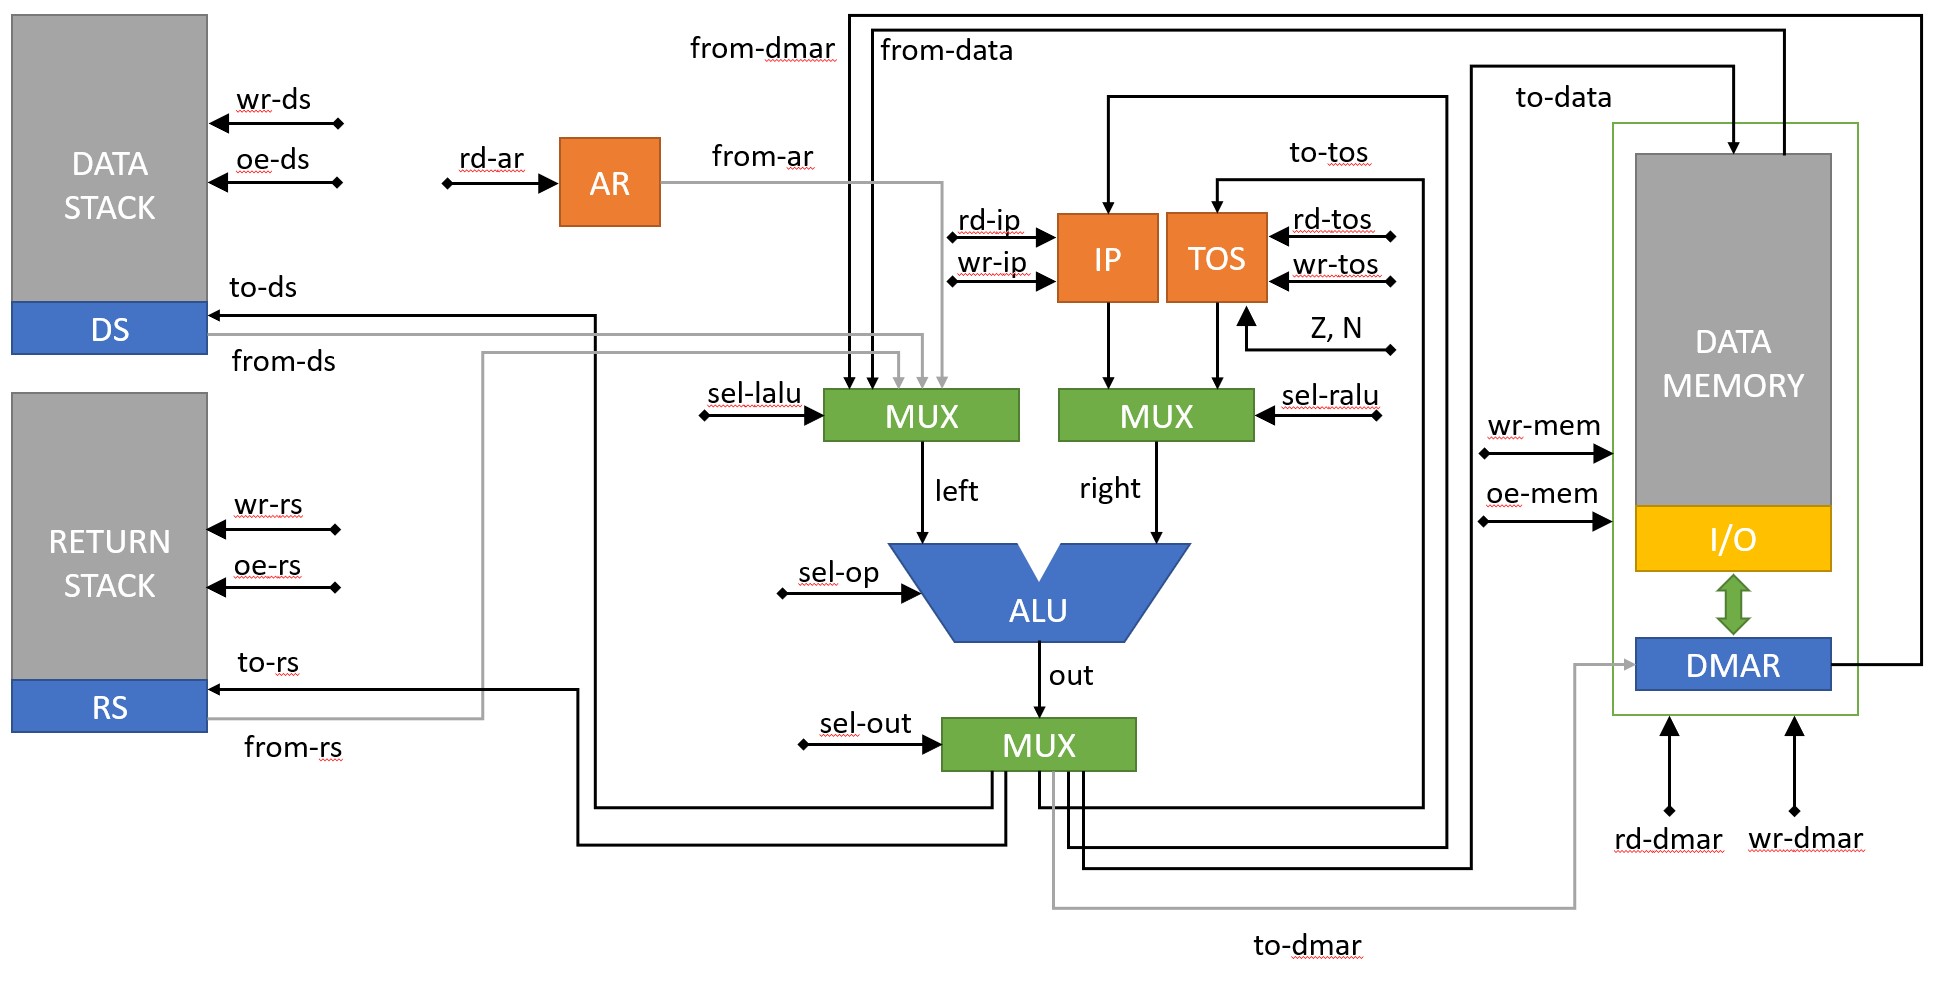 from-dmar
from-data
to-data
wr-ds
oe-ds
DATA
STACK
rd-ar
AR
from-ar
to-tos
rd-ip
wr-ip
IP
TOS
rd-tos
wr-tos
to-ds
DS
from-ds
Z, N
DATA
MEMORY
sel-lalu
MUX
MUX
sel-ralu
wr-mem
oe-mem
left
right
I/O
wr-rs
oe-rs
RETURN
STACK
sel-op
ALU
to-rs
RS
from-rs
out
DMAR
sel-out
MUX
rd-dmar
wr-dmar
to-dmar